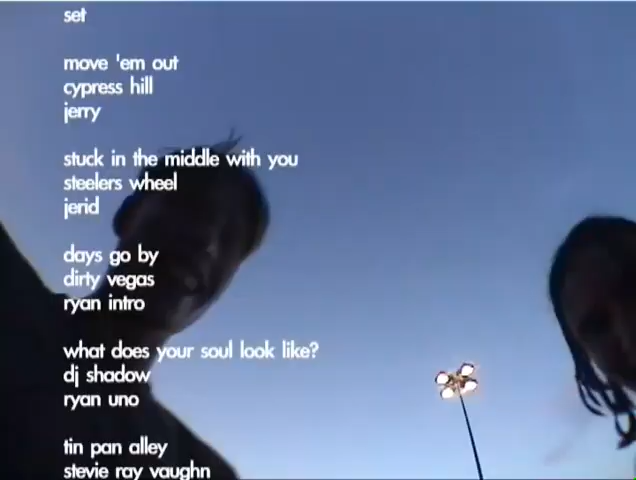 set
move 'em out
cypress hill
jerry
stuck in the middle with you
steelers wheel
jerid
days go by
dirty vegas
ryan intro
what does your soul look like?
dj shadow
ryan uno
tin pan alley
stevie ray vaughn